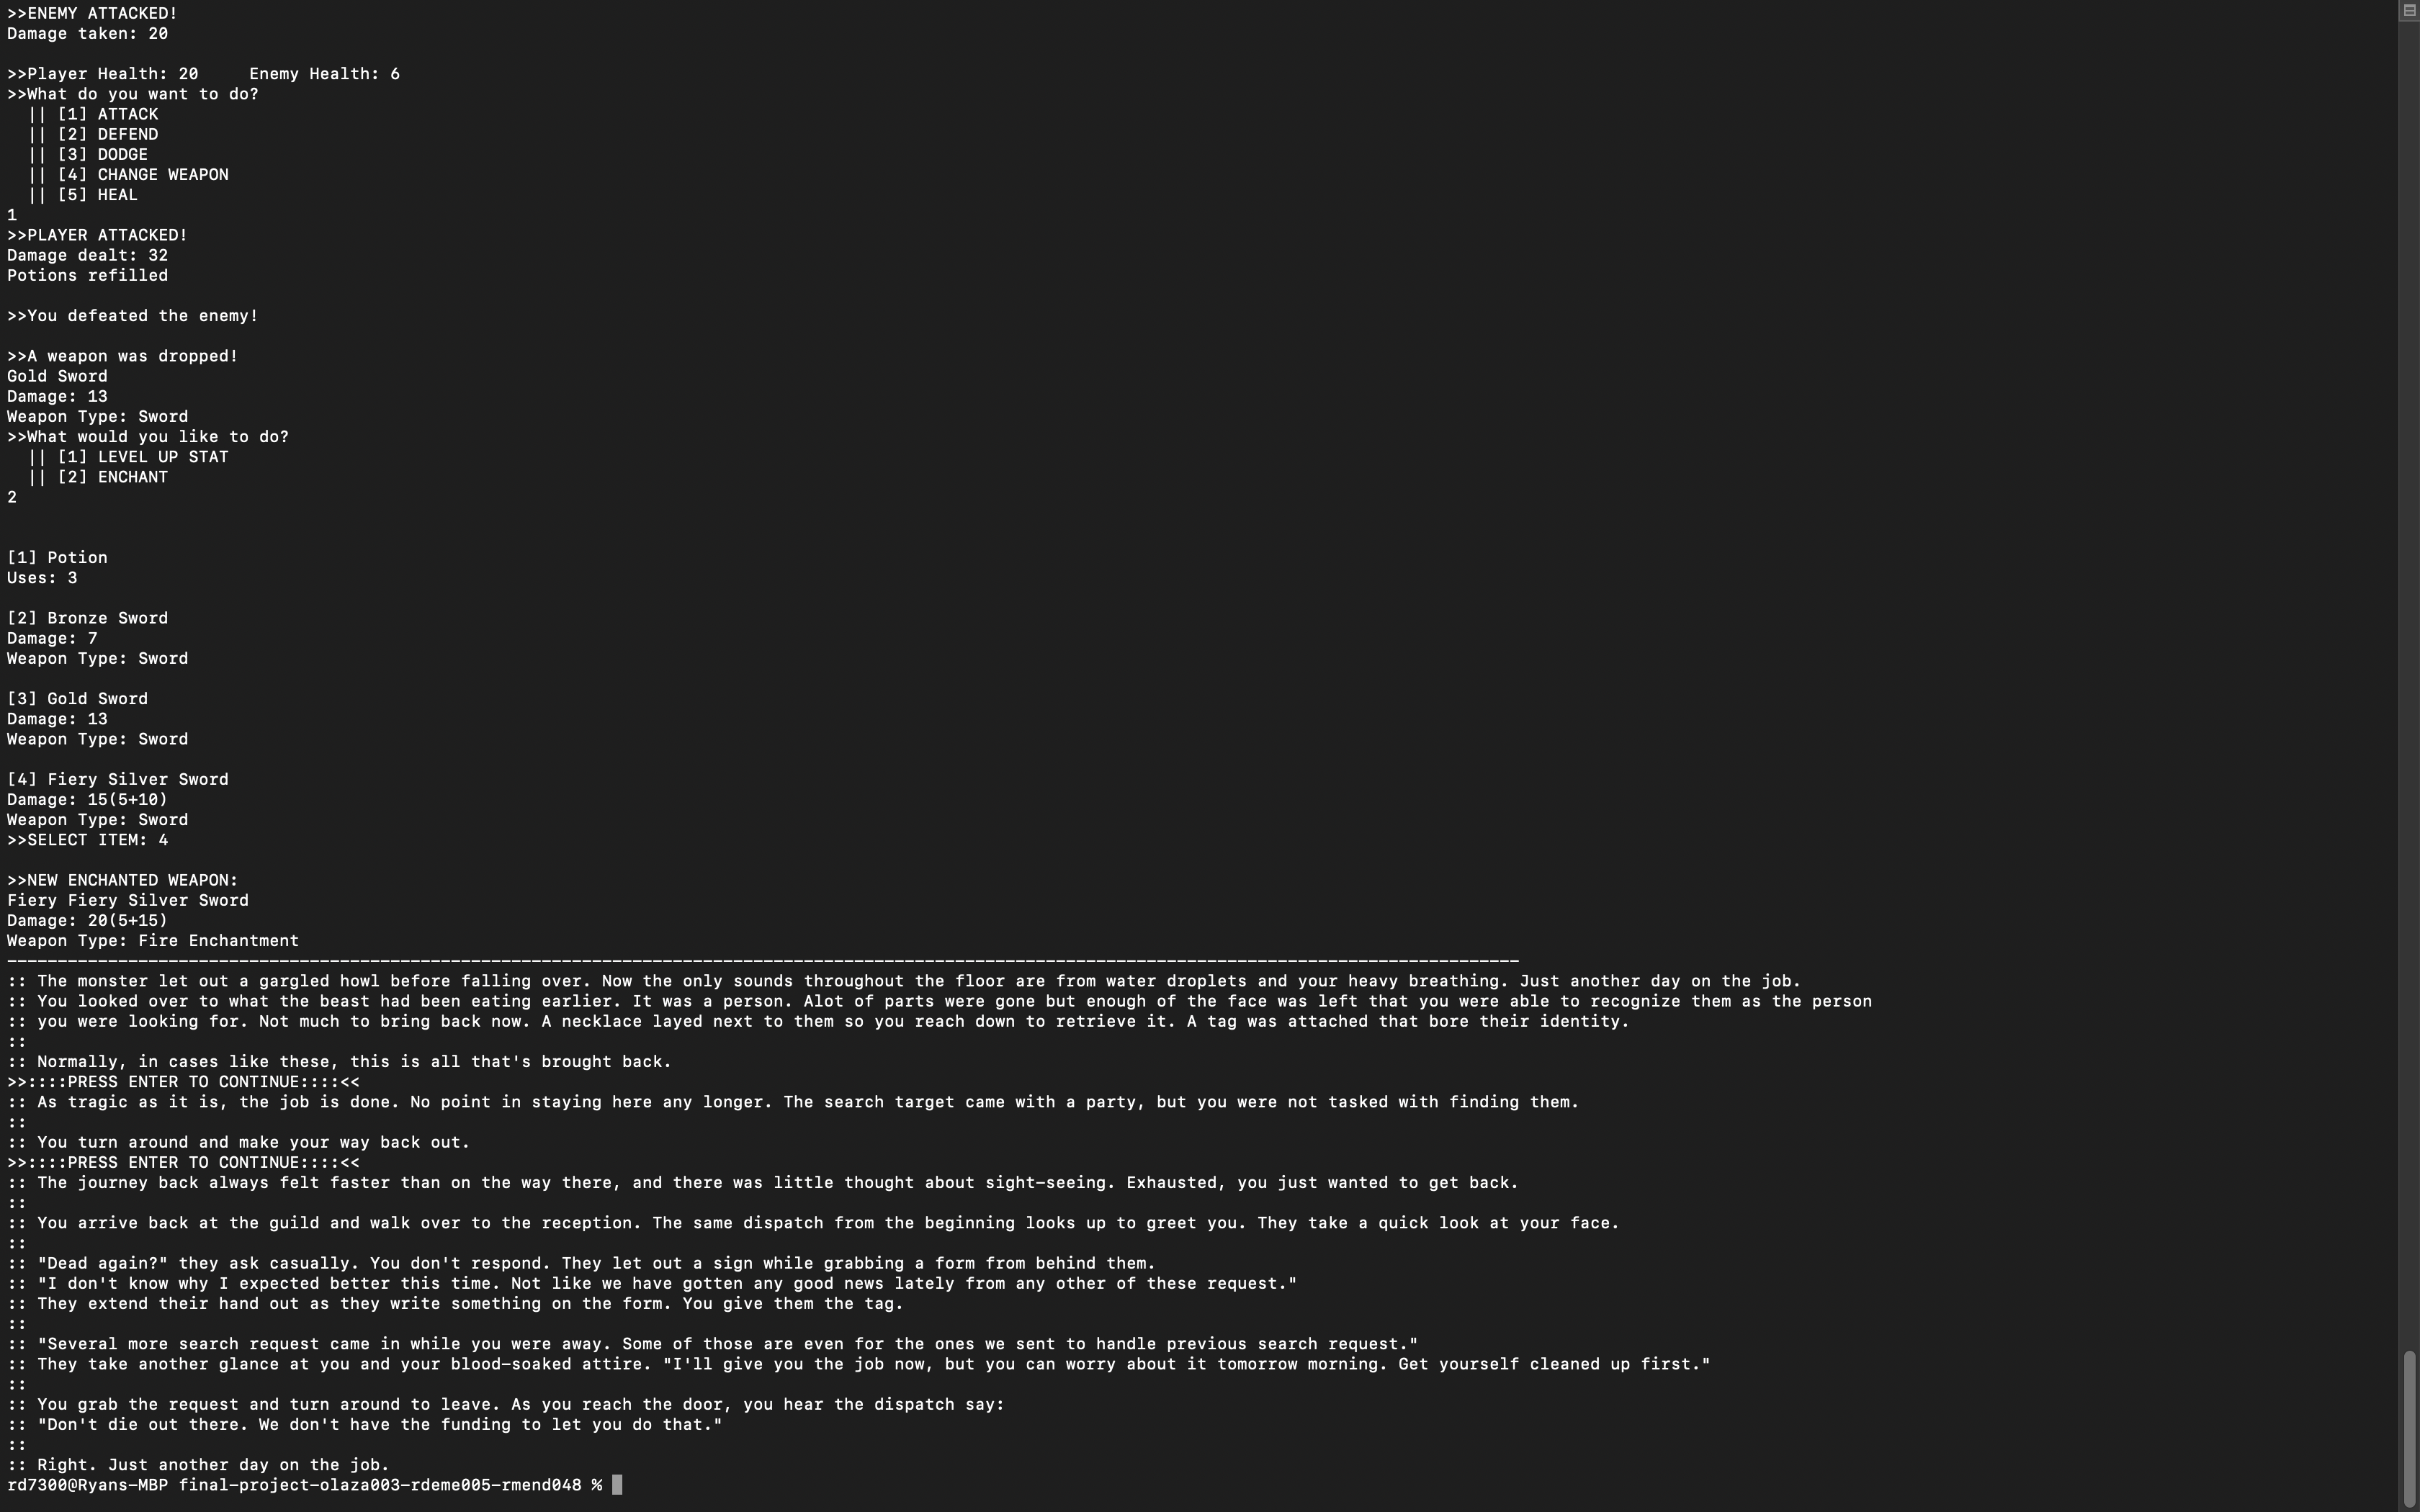 >>ENEMY ATTACKED!
Damage taken: 20
>>Player Health: 20     Enemy Health: 6
>>What do you want to do?
  || [1] ATTACK
  || [2] DEFEND
  || [3] DODGE
  || [4] CHANGE WEAPON
  || [5] HEAL
1
>>PLAYER ATTACKED!
Damage dealt: 32
Potions refilled
>>You defeated the enemy!
>>A weapon was dropped!
Gold Sword
Damage: 13
Weapon Type: Sword
>>What would you like to do?
  || [1] LEVEL UP STAT
  || [2] ENCHANT
2
[1] Potion
Uses: 3
[2] Bronze Sword
Damage: 7
Weapon Type: Sword
[3] Gold Sword
Damage: 13
Weapon Type: Sword
[4] Fiery Silver Sword
Damage: 15(5+10)
Weapon Type: Sword
>>SELECT ITEM: 4
>>NEW ENCHANTED WEAPON:
Fiery Fiery Silver Sword
Damage: 20(5+15)
Weapon Type: Fire Enchantment
------------------------------------------------------------------------------------------------------------------------------------------------------
:: The monster let out a gargled howl before falling over. Now the only sounds throughout the floor are from water droplets and your heavy breathing. Just another day on the job.
:: You looked over to what the beast had been eating earlier. It was a person. Alot of parts were gone but enough of the face was left that you were able to recognize them as the person
:: you were looking for. Not much to bring back now. A necklace layed next to them so you reach down to retrieve it. A tag was attached that bore their identity.
::
:: Normally, in cases like these, this is all that's brought back.
>>::::PRESS ENTER TO CONTINUE::::<<
:: As tragic as it is, the job is done. No point in staying here any longer. The search target came with a party, but you were not tasked with finding them.
::
:: You turn around and make your way back out.
>>::::PRESS ENTER TO CONTINUE::::<<
:: The journey back always felt faster than on the way there, and there was little thought about sight-seeing. Exhausted, you just wanted to get back.
::
:: You arrive back at the guild and walk over to the reception. The same dispatch from the beginning looks up to greet you. They take a quick look at your face.
::
:: "Dead again?" they ask casually. You don't respond. They let out a sign while grabbing a form from behind them.
:: "I don't know why I expected better this time. Not like we have gotten any good news lately from any other of these request."
:: They extend their hand out as they write something on the form. You give them the tag.
::
:: "Several more search request came in while you were away. Some of those are even for the ones we sent to handle previous search request."
:: They take another glance at you and your blood-soaked attire. "I'll give you the job now, but you can worry about it tomorrow morning. Get yourself cleaned up first."
::
:: You grab the request and turn around to leave. As you reach the door, you hear the dispatch say:
:: "Don't die out there. We don't have the funding to let you do that."
::
:: Right. Just another day on the job.
rd7300@Ryans-MBP final-project-olaza003-rdeme005-rmend048 %